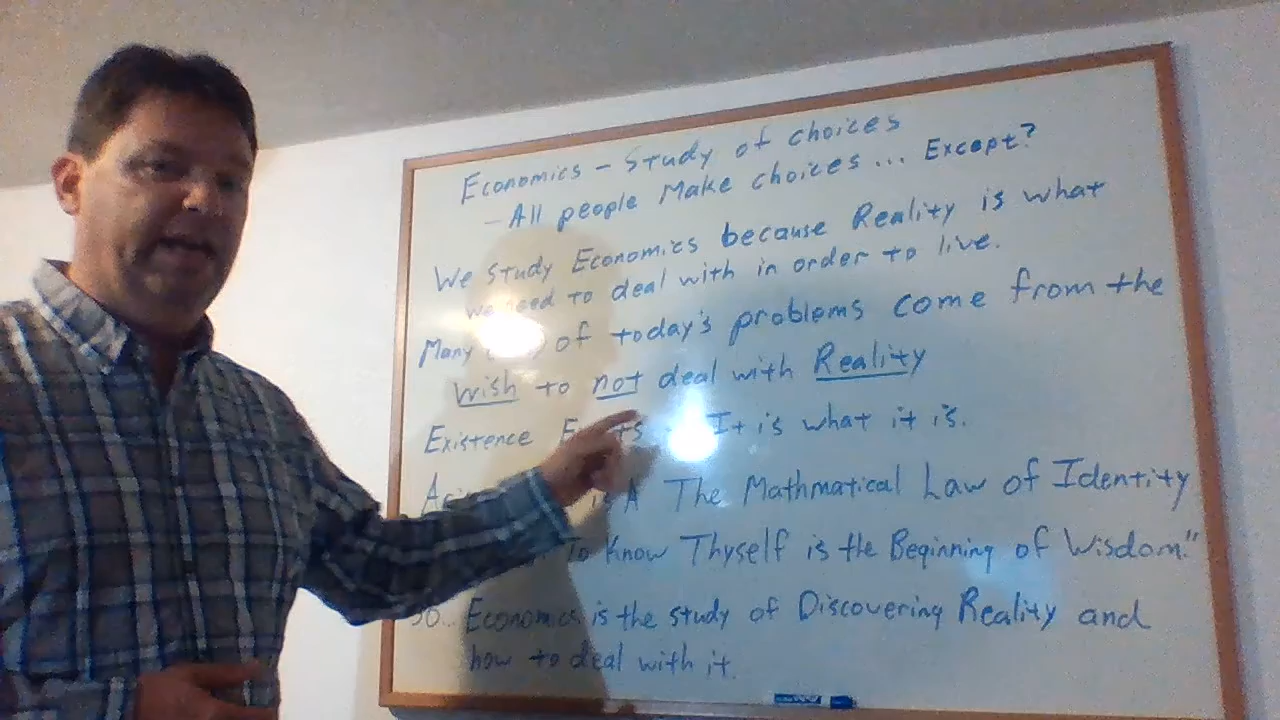 Economics - Study of choices
- All people Make choices... Except?
We Study Economics because Reality is what
we need to deal with in order to live.
Many of today's problems come from the
wish to not deal with Reality
Existence It is what it is.
A The Mathmatical Law of Identity
To Know Thyself is the Beginning of Wisdom."
So.. Economics is the study of Discovering Reality and
how to deal with it.